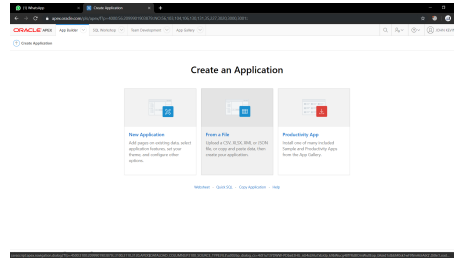 (1) WhatsApp
Create Application
apex.oracle.com
ORACLE APEX App Builder SQL Workshop Team Development App Gallery
Create Application
Create an Application
New Application
Add pages on existing data, select
application features, set your
theme, and configure other
options.
From a File
Upload a CSV, XLSX, XML or JSON
file, or copy and paste data, then
create your application.
Productivity App
Install one of many included
Sample and Productivity Apps
from the App Gallery.
Websheet Quick SQL Copy Application Help